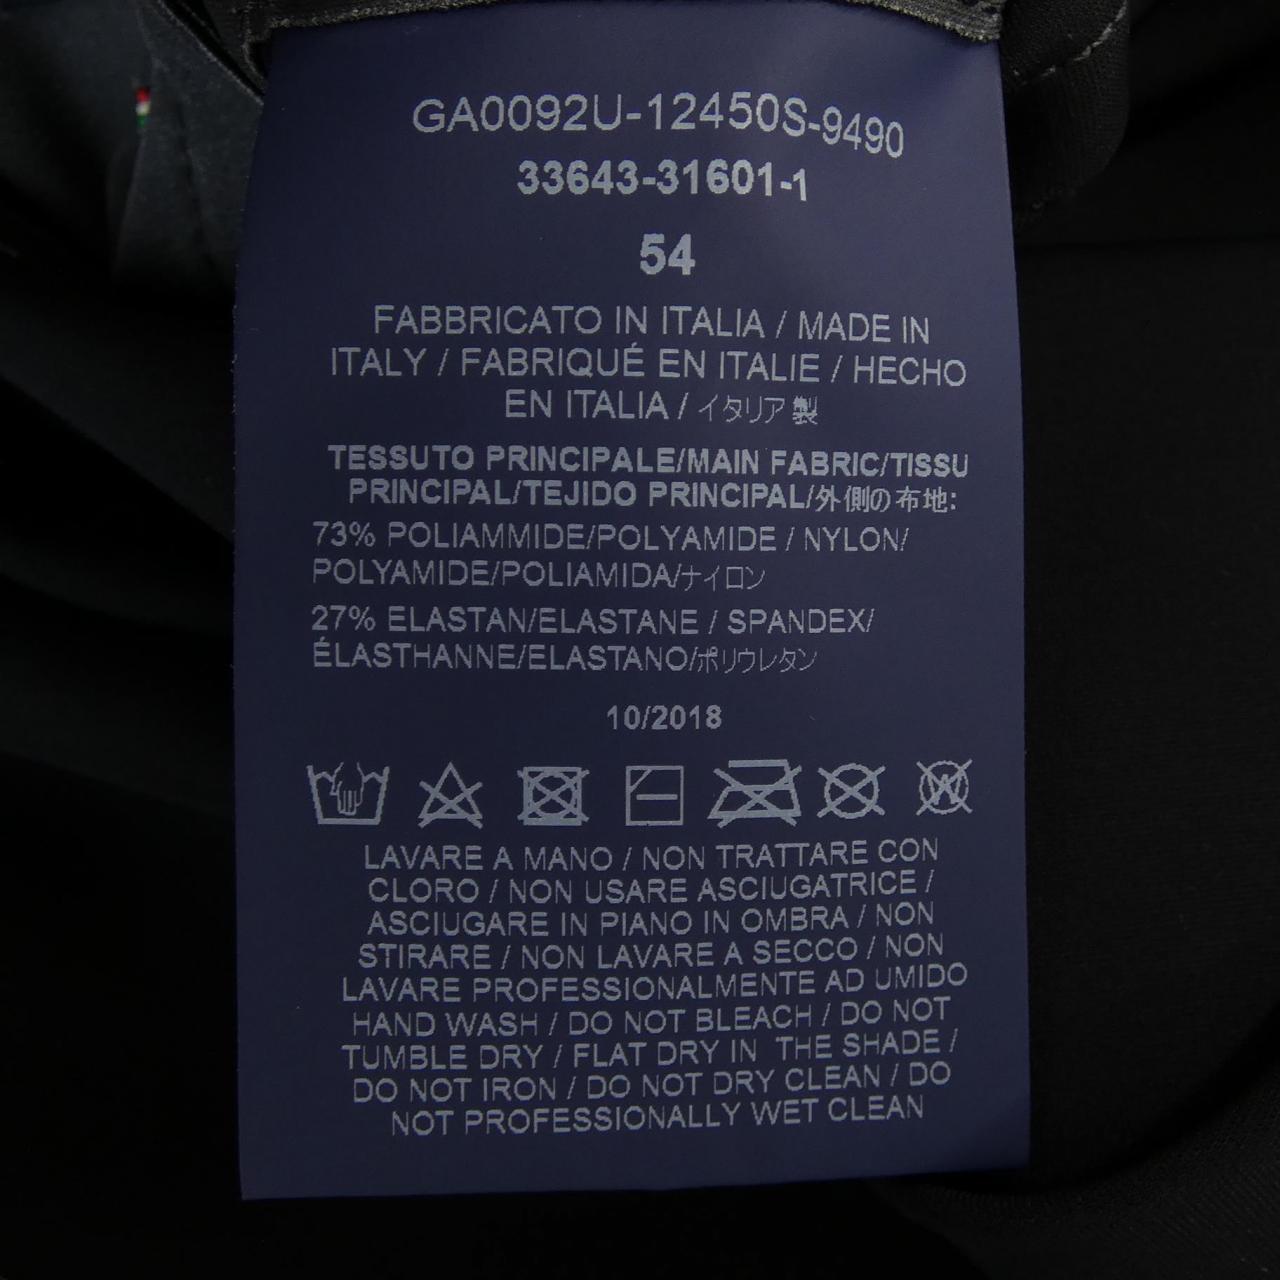 GA0092U-12450S-9490
33643-31601-1
54
FABBRICATO IN ITALIA / MADE IN
ITALY / FABRIQUÉ EN ITALIE / HECHO
EN ITALIA / イタリア製
TESSUTO PRINCIPALE/MAIN FABRIC/TISSU
PRINCIPAL/TEJIDO PRINCIPAL/外側の布地:
73% POLIAMMIDE/POLYAMIDE / NYLON/
POLYAMIDE/POLIAMIDA/ナイロン
27% ELASTAN/ELASTANE / SPANDEX/
ÉLASTHANNE/ELASTANO/ポリウレタン
10/2018
W
LAVARE A MANO / NON TRATTARE CON
CLORO / NON USARE ASCIUGATRICE /
ASCIUGARE IN PIANO IN OMBRA / NON
STIRARE / NON LAVARE A SECCO / NON
LAVARE PROFESSIONALMENTE AD UMIDO
HAND WASH / DO NOT BLEACH / DO NOT
TUMBLE DRY / FLAT DRY IN THE SHADE /
DO NOT IRON / DO NOT DRY CLEAN / DO
NOT PROFESSIONALLY WET CLEAN